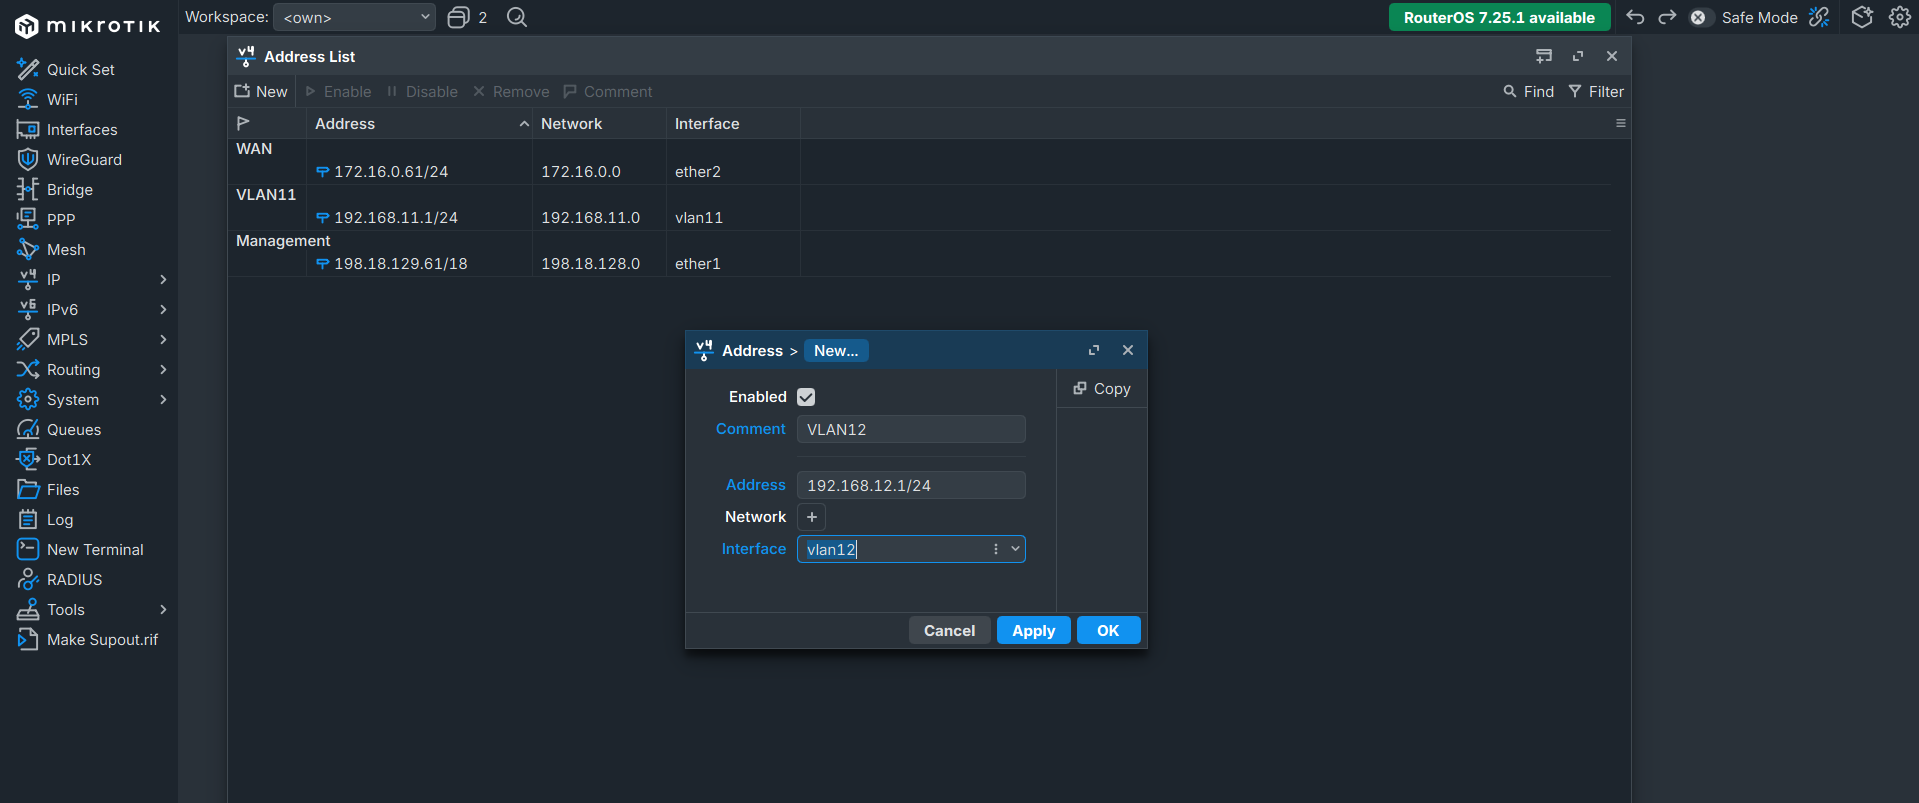 mikrotik
Workspace: <own> 2
RouterOS 7.25.1 available
Safe Mode
Quick Set
WiFi
Interfaces
WireGuard
Bridge
PPP
Mesh
IP
IPv6
MPLS
Routing
System
Queues
Dot1X
Files
Log
New Terminal
RADIUS
Tools
Make Supout.rif
v4 Address List
New Enable Disable Remove Comment Find Filter
Address Network Interface
WAN
172.16.0.61/24 172.16.0.0 ether2
VLAN11
192.168.11.1/24 192.168.11.0 vlan11
Management
198.18.129.61/18 198.18.128.0 ether1
v4 Address > New...
Copy
Enabled
Comment VLAN12
Address 192.168.12.1/24
Network +
Interface vlan12
Cancel Apply OK